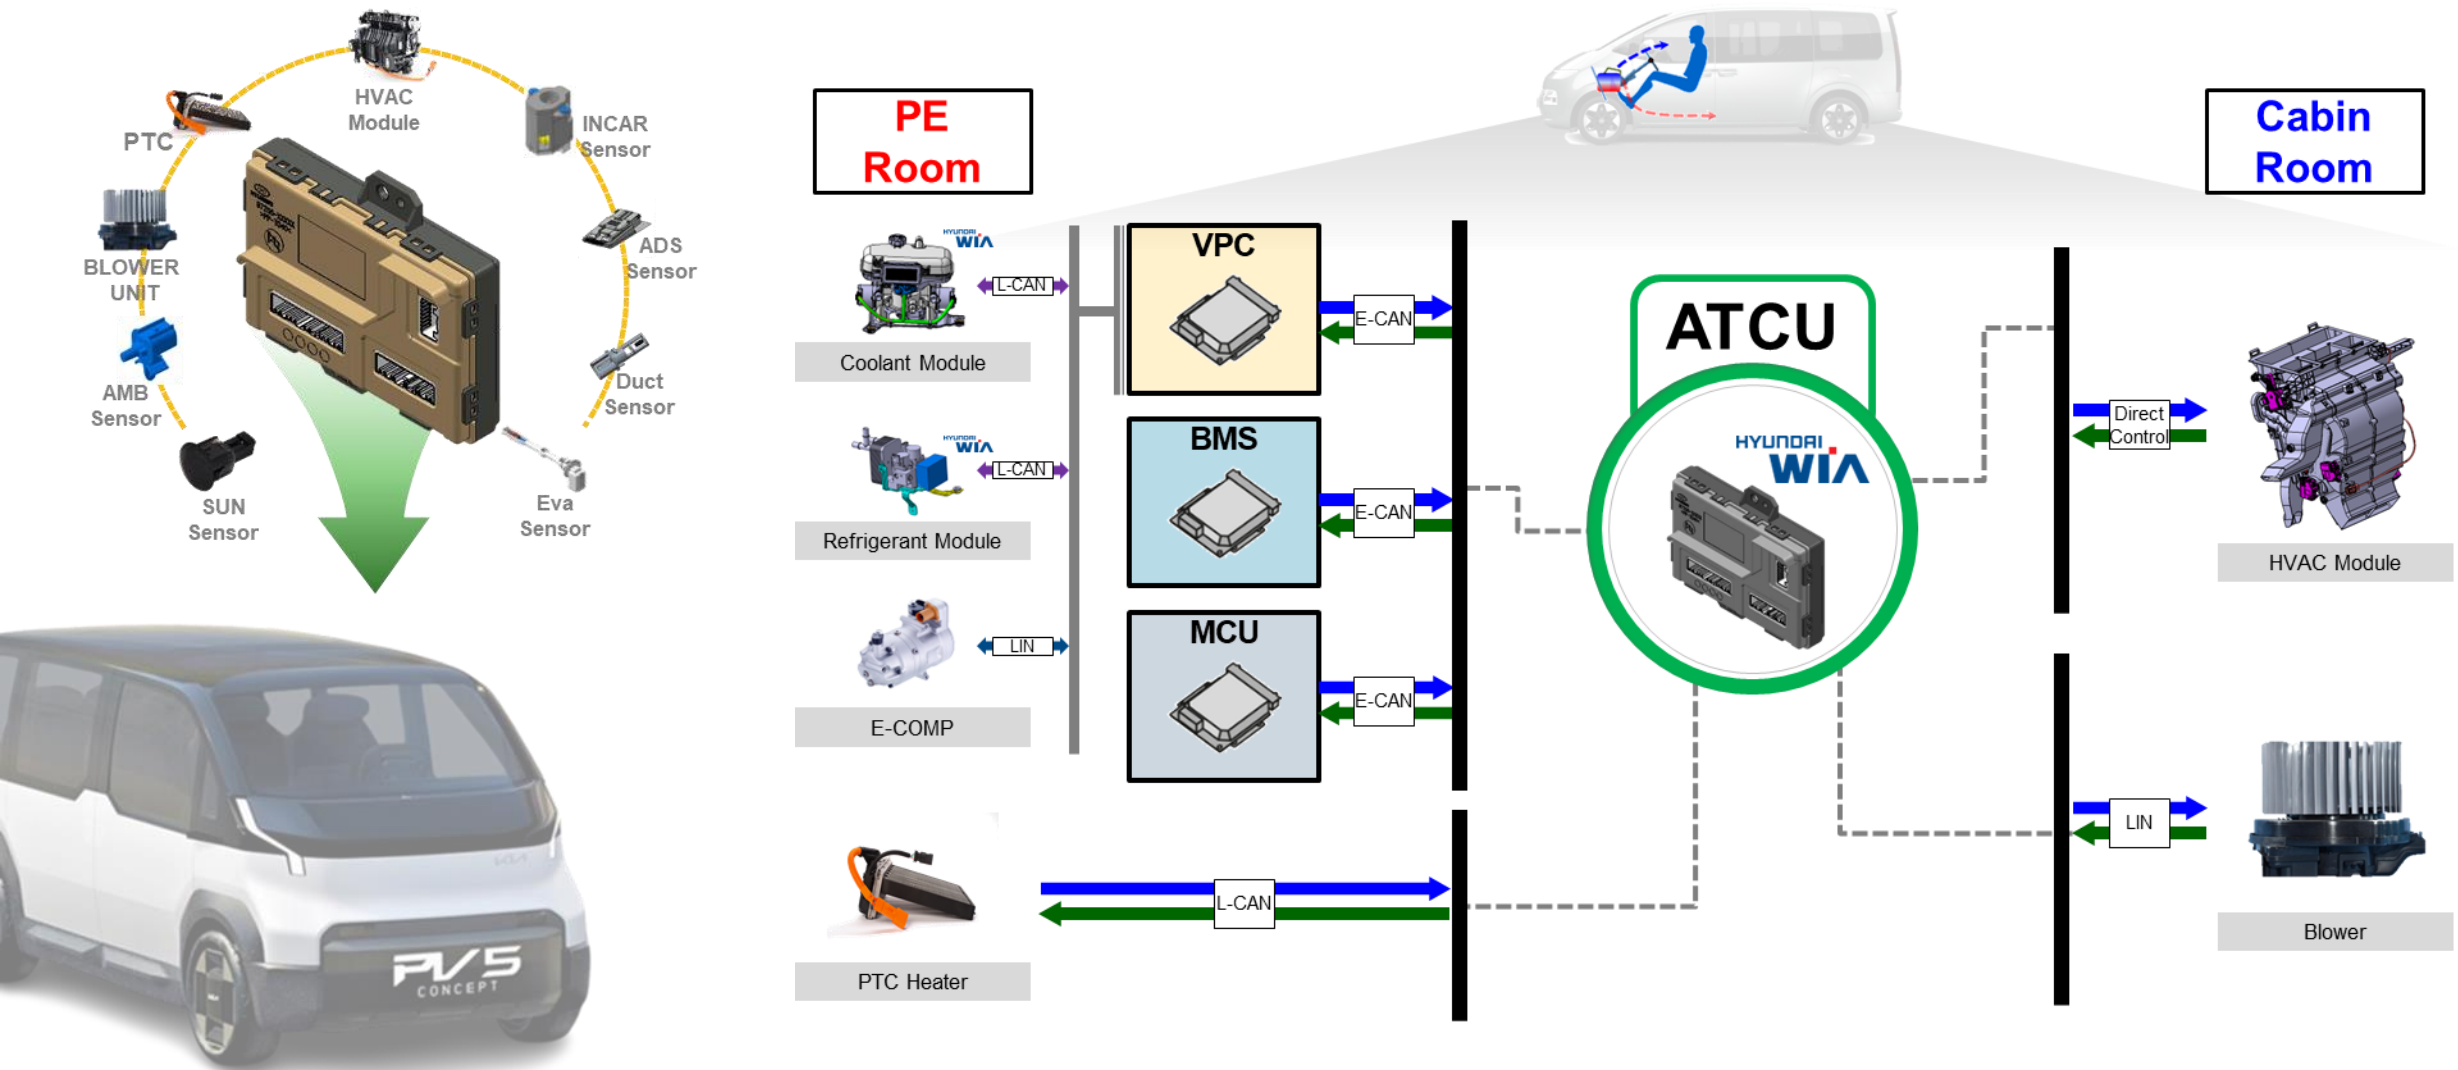 HVAC
Module
PTC
INCAR
Sensor
BLOWER
UNIT
ADS
Sensor
AMB
Sensor
Duct
Sensor
SUN
Sensor
Eva
Sensor
PV5
CONCEPT
PE
Room
Cabin
Room
HYUNDAI
WIA
L-CAN
Coolant Module
HYUNDAI
WIA
L-CAN
Refrigerant Module
LIN
E-COMP
L-CAN
PTC Heater
VPC
E-CAN
BMS
E-CAN
MCU
E-CAN
ATCU
HYUNDAI
WIA
Direct
Control
HVAC Module
LIN
Blower